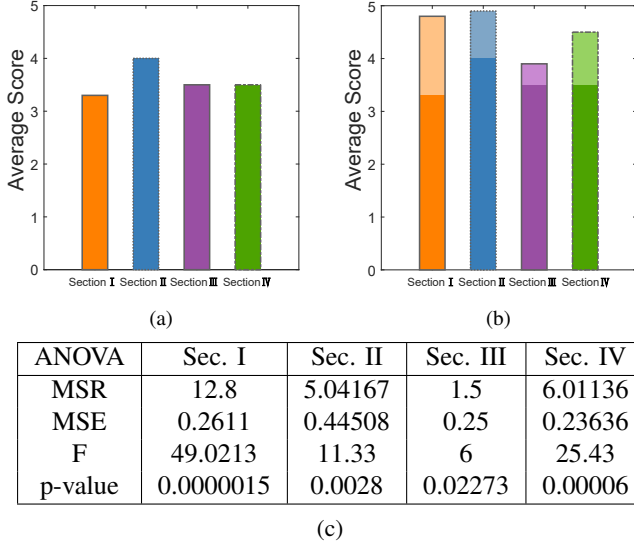 5
4
3
2
1
0
Average Score
Section I Section II Section III Section IV
(a)
5
4
3
2
1
0
Average Score
Section I Section II Section III Section IV
(b)
ANOVA Sec. I Sec. II Sec. III Sec. IV
MSR 12.8 5.04167 1.5 6.01136
MSE 0.2611 0.44508 0.25 0.23636
F 49.0213 11.33 6 25.43
p-value 0.0000015 0.0028 0.02273 0.00006
(c)